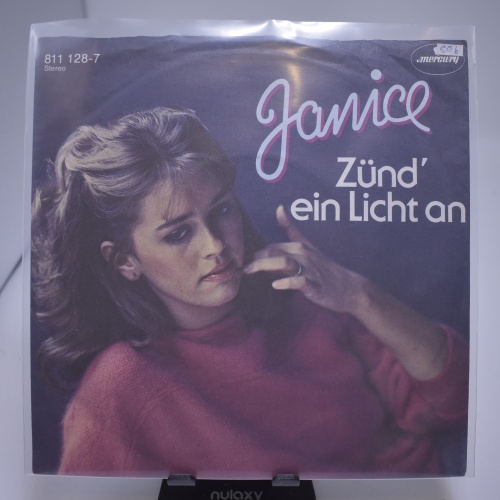 811 128-7
Stereo
mercury
Janice
Zünd'
ein Licht an
nulaxy